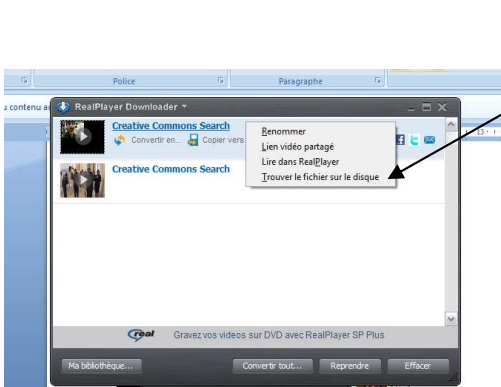 Police
Paragraphe
u contenu a
RealPlayer Downloader
Creative Commons Search
Convertir en...
Copier vers
Renommer
Lien vidéo partagé
Lire dans RealPlayer
Trouver le fichier sur le disque
13
Creative Commons Search
real
Gravez vos videos sur DVD avec RealPlayer SP Plus
Ma bibliothèque...
Convertir tout...
Reprendre
Effacer